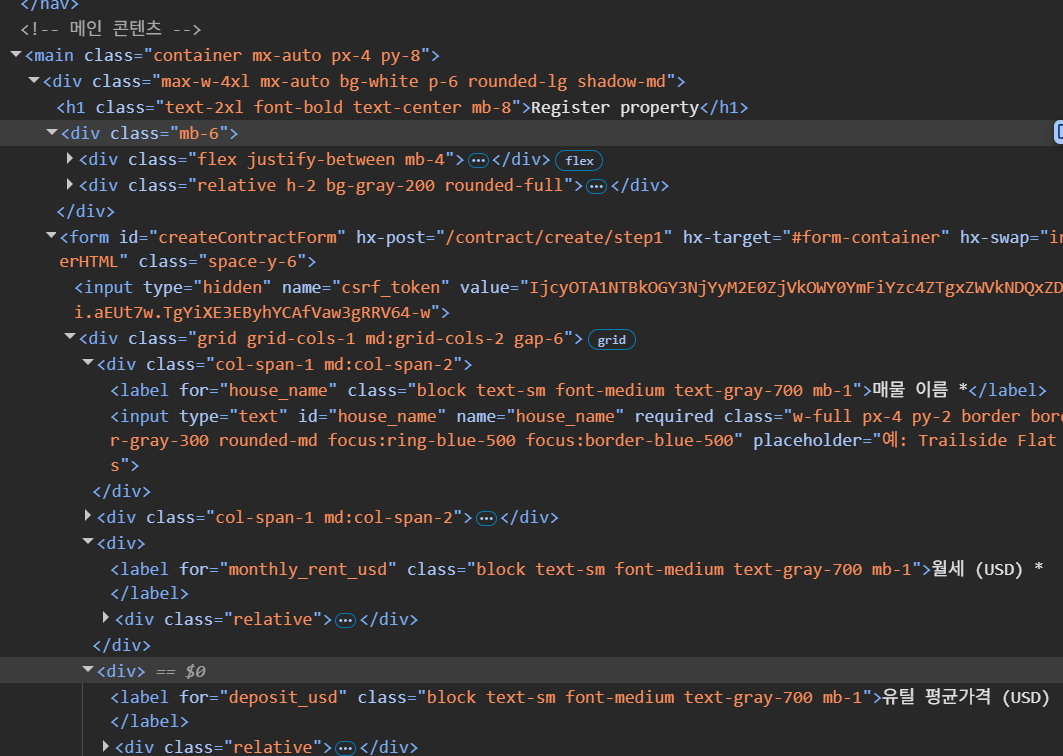 </nav>
<!-- 메인 콘텐츠 -->
<main class="container mx-auto px-4 py-8">
<div class="max-w-4xl mx-auto bg-white p-6 rounded-lg shadow-md">
<h1 class="text-2xl font-bold text-center mb-8">Register property</h1>
<div class="mb-6">
<div class="flex justify-between mb-4">…</div> flex
<div class="relative h-2 bg-gray-200 rounded-full">…</div>
</div>
<form id="createContractForm" hx-post="/contract/create/step1" hx-target="#form-container" hx-swap="in
erHTML" class="space-y-6">
<input type="hidden" name="csrf_token" value="IjcyOTA1NTBkOGY3NjYyM2E0ZjVkOWY0YmFiYzc4ZTgxZWVkNDQxZD
i.aEUt7w.TgYiXE3EByhYCAfVaw3gRRV64-w">
<div class="grid grid-cols-1 md:grid-cols-2 gap-6"> grid
<div class="col-span-1 md:col-span-2">
<label for="house_name" class="block text-sm font-medium text-gray-700 mb-1">매물 이름 *</label>
<input type="text" id="house_name" name="house_name" required class="w-full px-4 py-2 border bor
r-gray-300 rounded-md focus:ring-blue-500 focus:border-blue-500" placeholder="예: Trailside Flat
s">
</div>
<div class="col-span-1 md:col-span-2">…</div>
<div>
<label for="monthly_rent_usd" class="block text-sm font-medium text-gray-700 mb-1">월세 (USD) *
</label>
<div class="relative">…</div>
</div>
<div> == $0
<label for="deposit_usd" class="block text-sm font-medium text-gray-700 mb-1">유틸 평균가격 (USD)
</label>
<div class="relative">…</div>